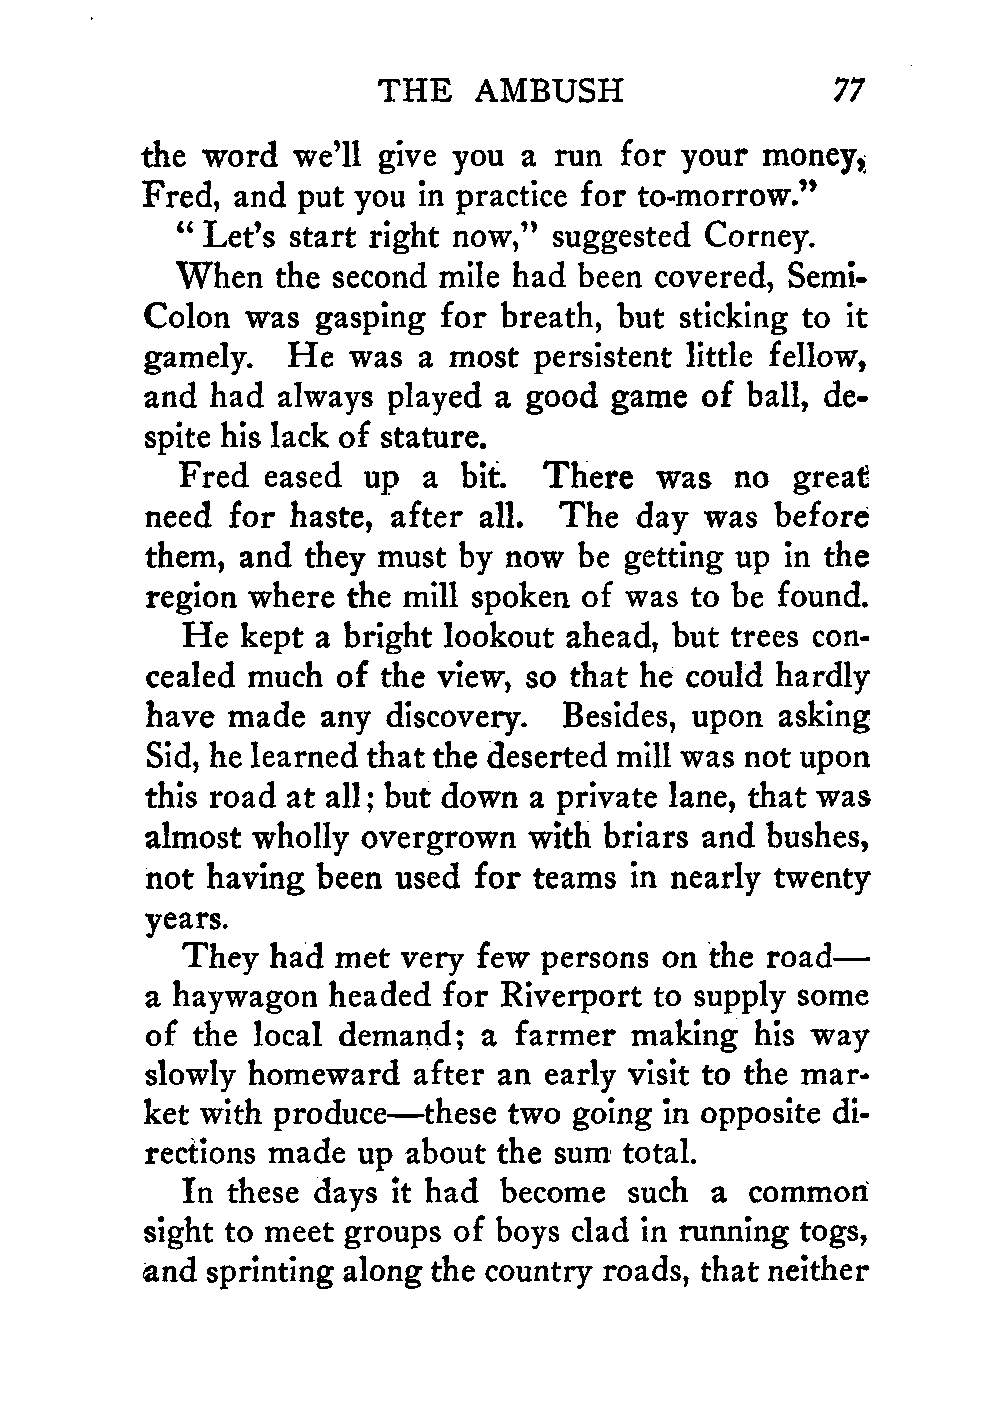 THE AMBUSH 77
the word we'll give you a run for your money,
Fred, and put you in practice for to-morrow."
" Let's start right now," suggested Corney.
When the second mile had been covered, Semi-
Colon was gasping for breath, but sticking to it
gamely. He was a most persistent little fellow,
and had always played a good game of ball, de-
spite his lack of stature.
Fred eased up a bit. There was no great
need for haste, after all. The day was before
them, and they must by now be getting up in the
region where the mill spoken of was to be found.
He kept a bright lookout ahead, but trees con-
cealed much of the view, so that he could hardly
have made any discovery. Besides, upon asking
Sid, he learned that the deserted mill was not upon
this road at all; but down a private lane, that was
almost wholly overgrown with briars and bushes,
not having been used for teams in nearly twenty
years.
They had met very few persons on the road—
a haywagon headed for Riverport to supply some
of the local demand; a farmer making his way
slowly homeward after an early visit to the mar-
ket with produce—these two going in opposite di-
rections made up about the sum total.
In these days it had become such a common
sight to meet groups of boys clad in running togs,
and sprinting along the country roads, that neither